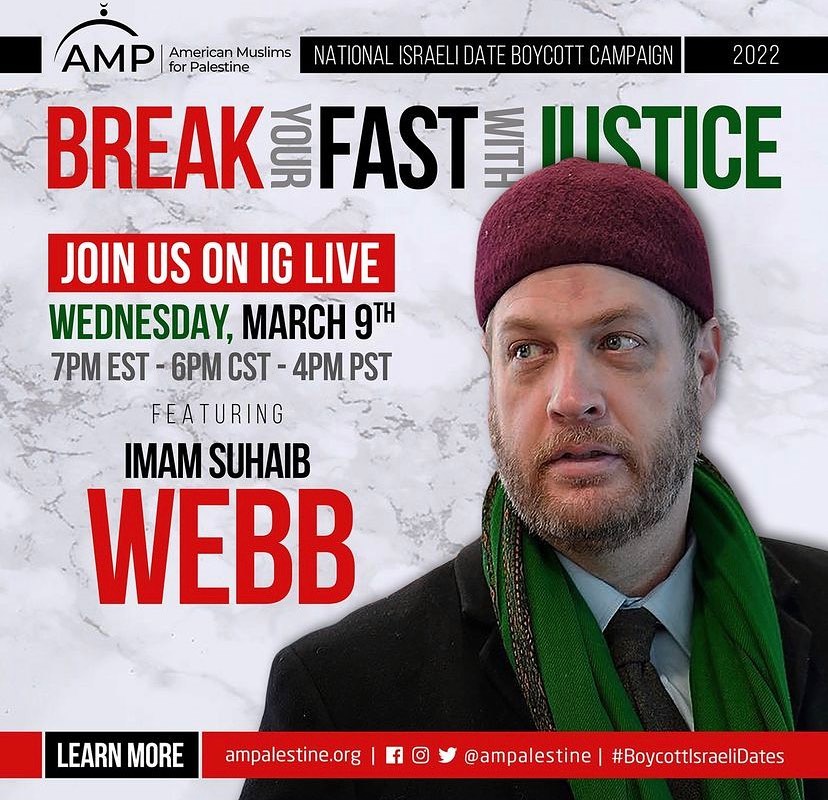 AMP
American Muslims
for Palestine
NATIONAL ISRAELI DATE BOYCOTT CAMPAIGN
2022
BREAK YOUR FAST WITH JUSTICE
JOIN US ON IG LIVE
WEDNESDAY, MARCH 9TH
7PM EST - 6PM CST - 4PM PST
FEATURING
IMAM SUHAIB
WEBB
LEARN MORE
ampalestine.org | @ampalestine | #BoycottIsraeliDates